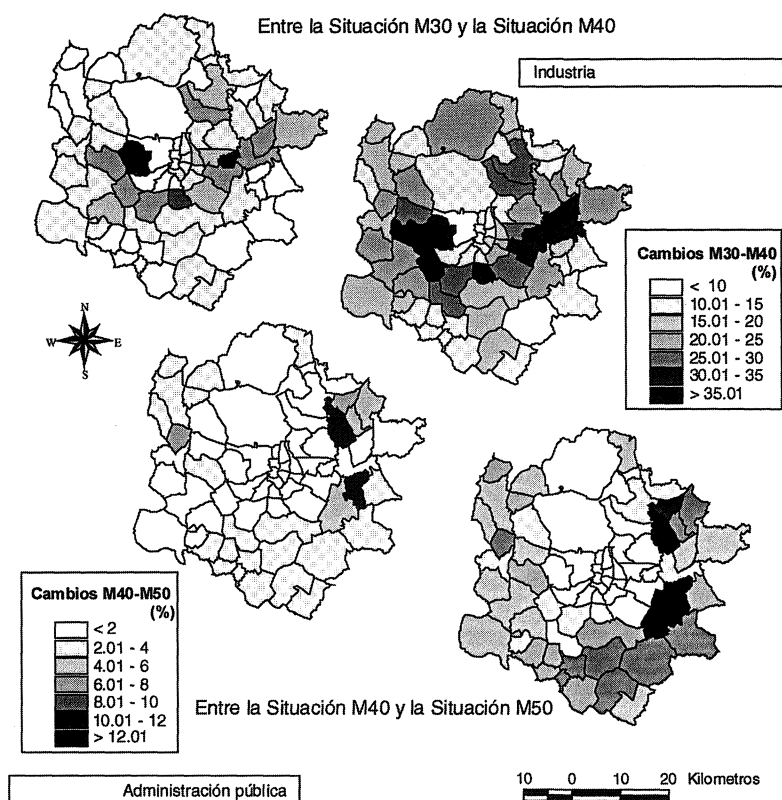 Entre la Situación M30 y la Situación M40
Industria
Cambios M30-M40
(%)
< 10
10.01 - 15
15.01 - 20
20.01 - 25
25.01 - 30
30.01 - 35
> 35.01
N
W E
S
Cambios M40-M50
(%)
< 2
2.01 - 4
4.01 - 6
6.01 - 8
8.01 - 10
10.01 - 12
> 12.01
Entre la Situación M40 y la Situación M50
Administración pública
10 0 10 20 Kilometros